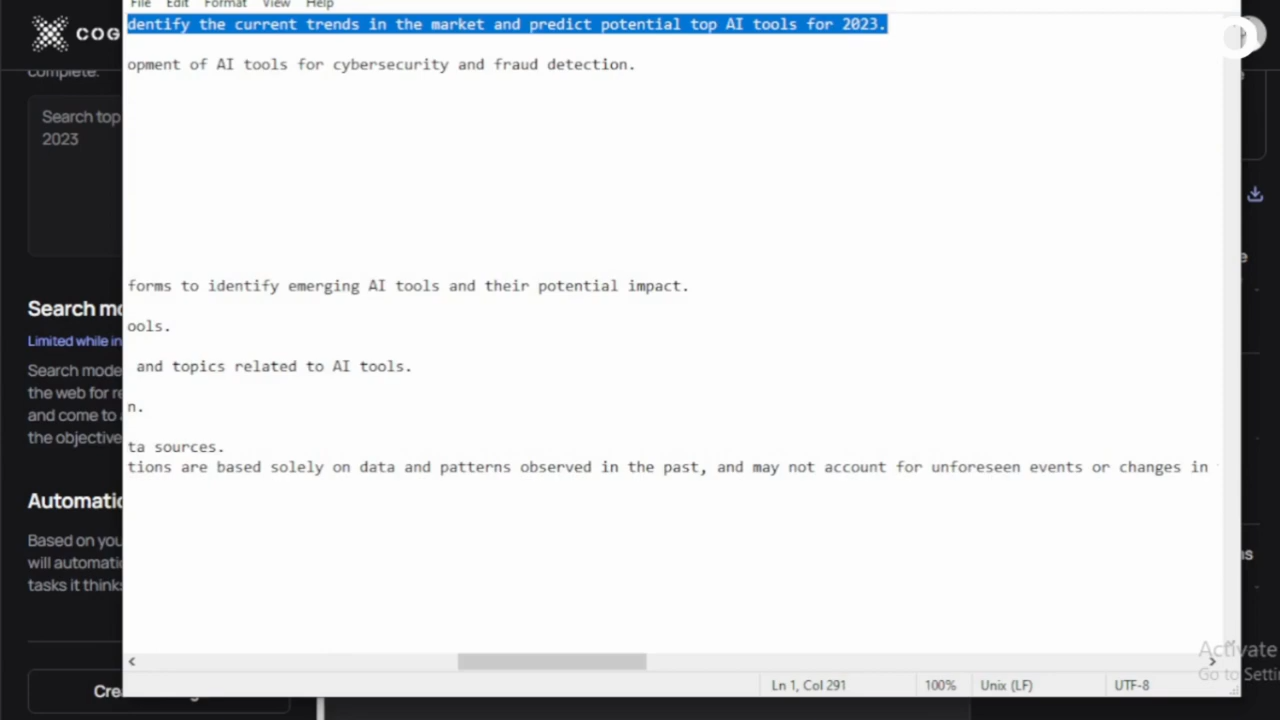 File Edit Format View Help
dentify the current trends in the market and predict potential top AI tools for 2023.
COG
complete.
opment of AI tools for cybersecurity and fraud detection.
Search top
2023
forms to identify emerging AI tools and their potential impact.
Search mo
ools.
Limited while in
Search mode
and topics related to AI tools.
the web for re
n.
and come to
the objective
ta sources.
tions are based solely on data and patterns observed in the past, and may not account for unforeseen events or changes in
Automatic
Based on you
will automatic
tasks it thinks
Activate
Go to Settin
Cre
Ln 1, Col 291 100% Unix (LF) UTF-8